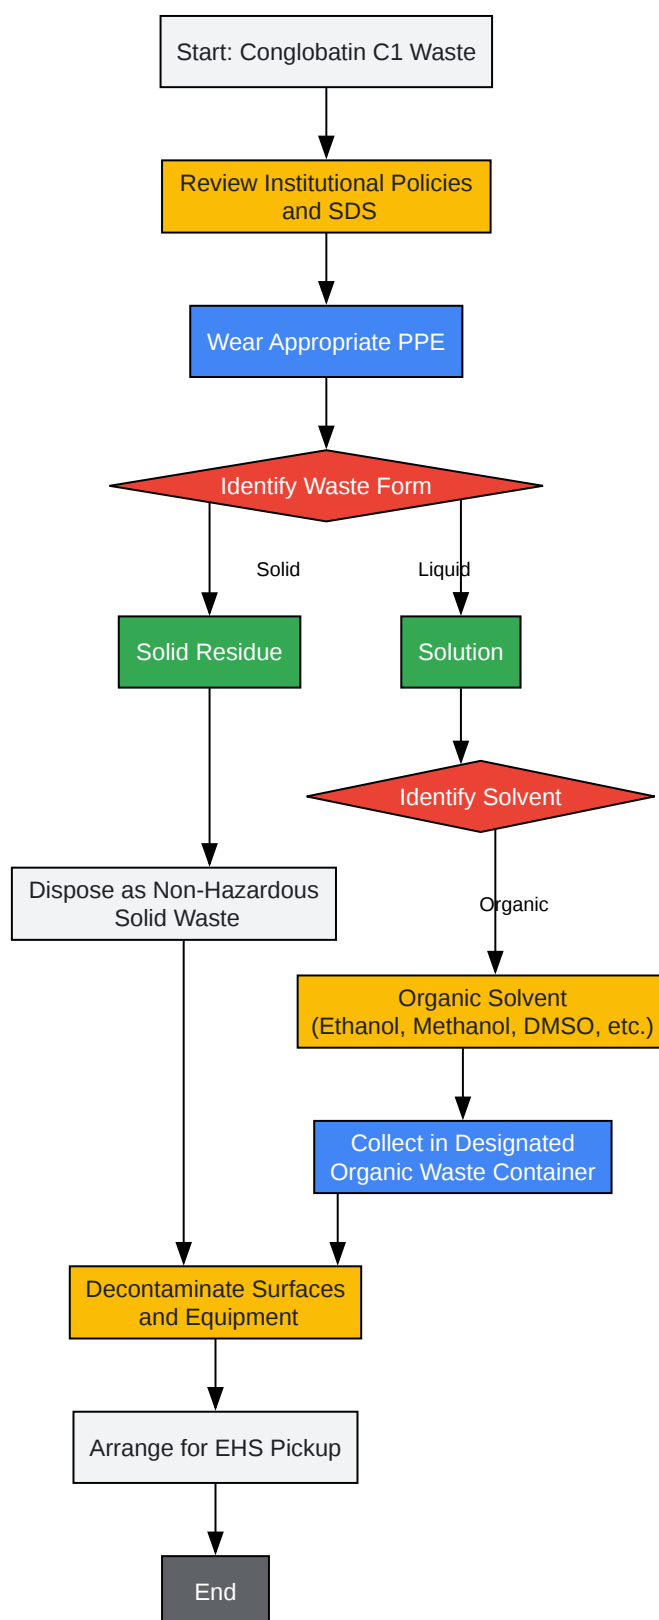 Start: Conglobatin C1 Waste
Review Institutional Policies
and SDS
Wear Appropriate PPE
Identify Waste Form
Solid
Liquid
Solid Residue
Solution
Identify Solvent
Dispose as Non-Hazardous
Solid Waste
Organic
Organic Solvent
(Ethanol, Methanol, DMSO, etc.)
Collect in Designated
Organic Waste Container
Decontaminate Surfaces
and Equipment
Arrange for EHS Pickup
End